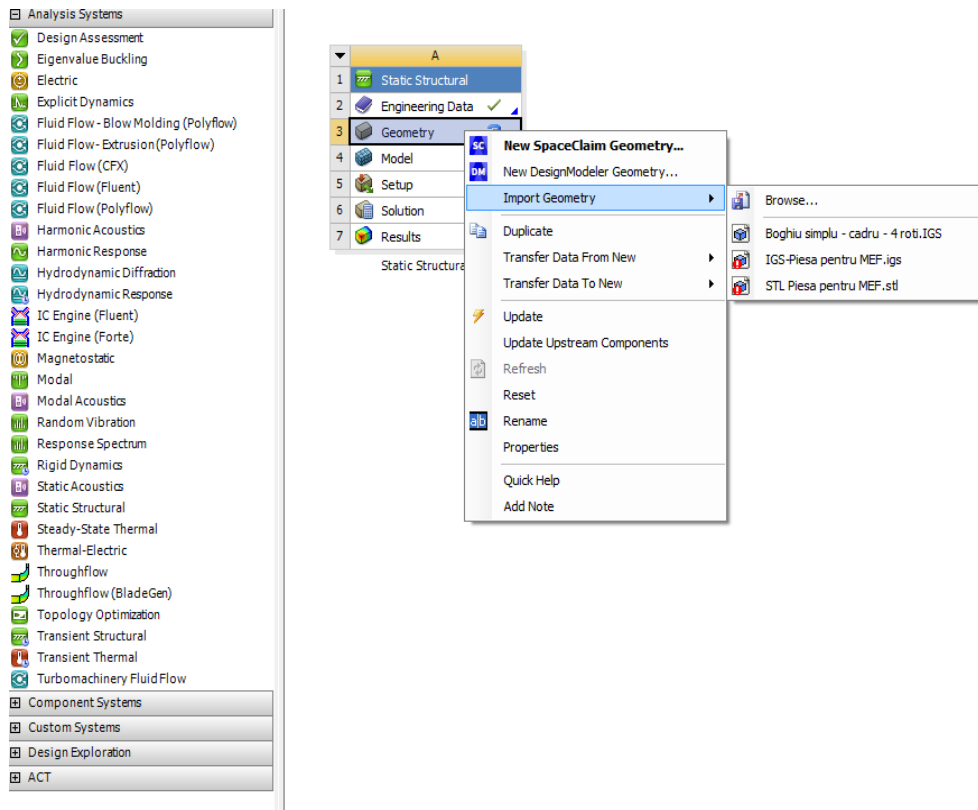 Analysis Systems
Design Assessment
Eigenvalue Buckling
Electric
Explicit Dynamics
Fluid Flow - Blow Molding (Polyflow)
Fluid Flow - Extrusion (Polyflow)
Fluid Flow (CFX)
Fluid Flow (Fluent)
Fluid Flow (Polyflow)
Harmonic Acoustics
Harmonic Response
Hydrodynamic Diffraction
Hydrodynamic Response
IC Engine (Fluent)
IC Engine (Forte)
Magnetostatic
Modal
Modal Acoustics
Random Vibration
Response Spectrum
Rigid Dynamics
Static Acoustics
Static Structural
Steady-State Thermal
Thermal-Electric
Throughflow
Throughflow (BladeGen)
Topology Optimization
Transient Structural
Transient Thermal
Turbomachinery Fluid Flow
Component Systems
Custom Systems
Design Exploration
ACT
A
1 Static Structural
2 Engineering Data
3 Geometry
4 Model
5 Setup
6 Solution
7 Results
Static Structura
SC New SpaceClaim Geometry...
DM New DesignModeler Geometry...
Import Geometry
Duplicate
Transfer Data From New
Transfer Data To New
Update
Update Upstream Components
Refresh
Reset
a|b Rename
Properties
Quick Help
Add Note
Browse...
Boghiu simplu - cadru - 4 roti.IGS
IGS-Piesa pentru MEF.igs
STL Piesa pentru MEF.stl